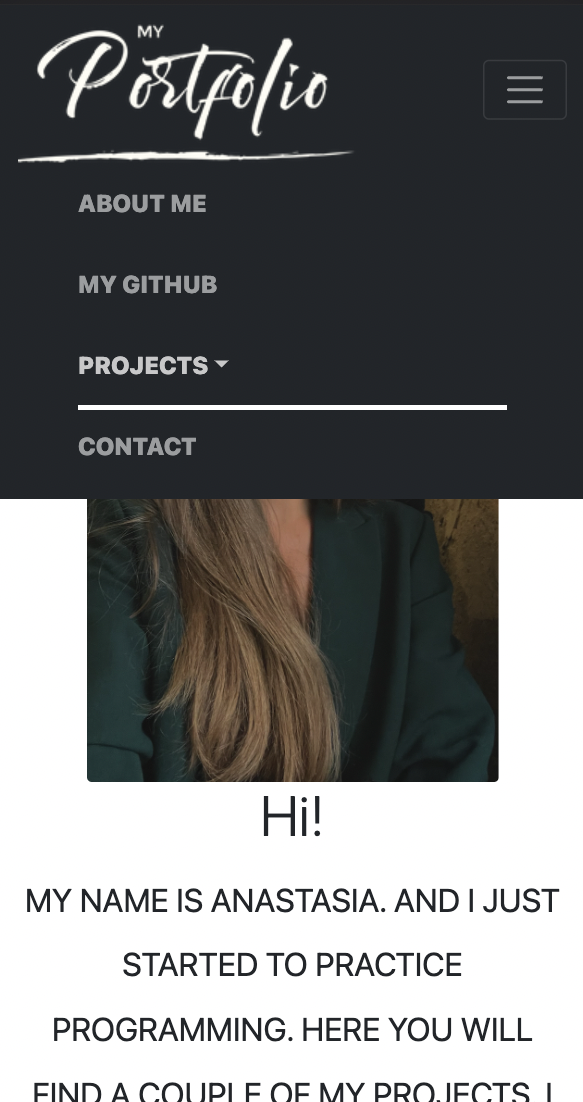 MY
Portfolio
ABOUT ME
MY GITHUB
PROJECTS
CONTACT
Hi!
MY NAME IS ANASTASIA. AND I JUST
STARTED TO PRACTICE
PROGRAMMING. HERE YOU WILL
FIND A COUPLE OF MY PROJECTS. I